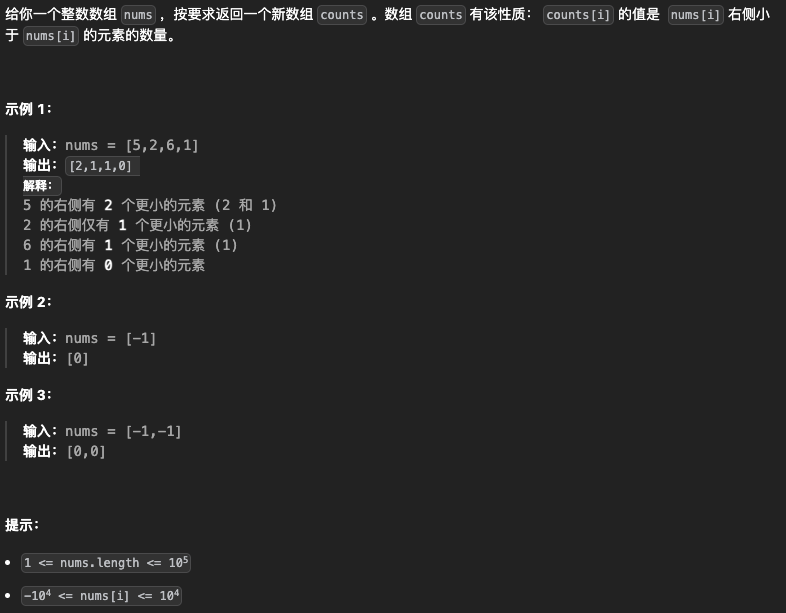 给你一个整数数组 nums ，按要求返回一个新数组 counts 。数组 counts 有该性质： counts[i] 的值是 nums[i] 右侧小
于 nums[i] 的元素的数量。
示例 1：
输入：nums = [5,2,6,1]
输出：[2,1,1,0]
解释：
5 的右侧有 2 个更小的元素 (2 和 1)
2 的右侧仅有 1 个更小的元素 (1)
6 的右侧有 1 个更小的元素 (1)
1 的右侧有 0 个更小的元素
示例 2：
输入：nums = [-1]
输出：[0]
示例 3：
输入：nums = [-1,-1]
输出：[0,0]
提示：
• 1 <= nums.length <= 10⁵
• -10⁴ <= nums[i] <= 10⁴